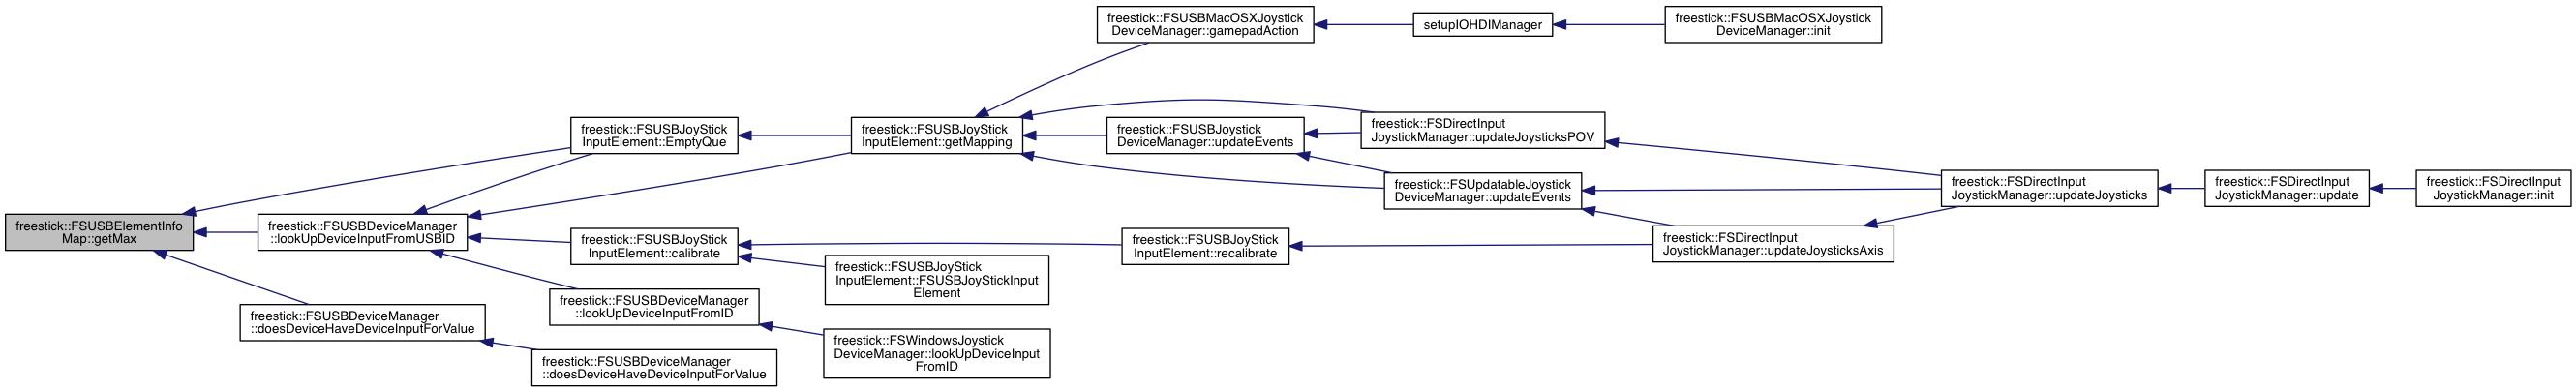 freestick::FSUSBElementInfo
Map::getMax
freestick::FSUSBJoyStick
InputElement::EmptyQue
freestick::FSUSBDeviceManager
::lookUpDeviceInputFromUSBID
freestick::FSUSBDeviceManager
::doesDeviceHaveDeviceInputForValue
freestick::FSUSBJoyStick
InputElement::getMapping
freestick::FSUSBJoyStick
InputElement::calibrate
freestick::FSUSBDeviceManager
::lookUpDeviceInputFromID
freestick::FSUSBDeviceManager
::doesDeviceHaveDeviceInputForValue
freestick::FSUSBMacOSXJoystick
DeviceManager::gamepadAction
setupIOHDIManager
freestick::FSUSBMacOSXJoystick
DeviceManager::init
freestick::FSUSBJoystick
DeviceManager::updateEvents
freestick::FSDirectInput
JoystickManager::updateJoysticksPOV
freestick::FSUpdatableJoystick
DeviceManager::updateEvents
freestick::FSDirectInput
JoystickManager::updateJoysticks
freestick::FSDirectInput
JoystickManager::update
freestick::FSDirectInput
JoystickManager::init
freestick::FSUSBJoyStick
InputElement::recalibrate
freestick::FSDirectInput
JoystickManager::updateJoysticksAxis
freestick::FSUSBJoyStick
InputElement::FSUSBJoyStickInput
Element
freestick::FSWindowsJoystick
DeviceManager::lookUpDeviceInput
FromID